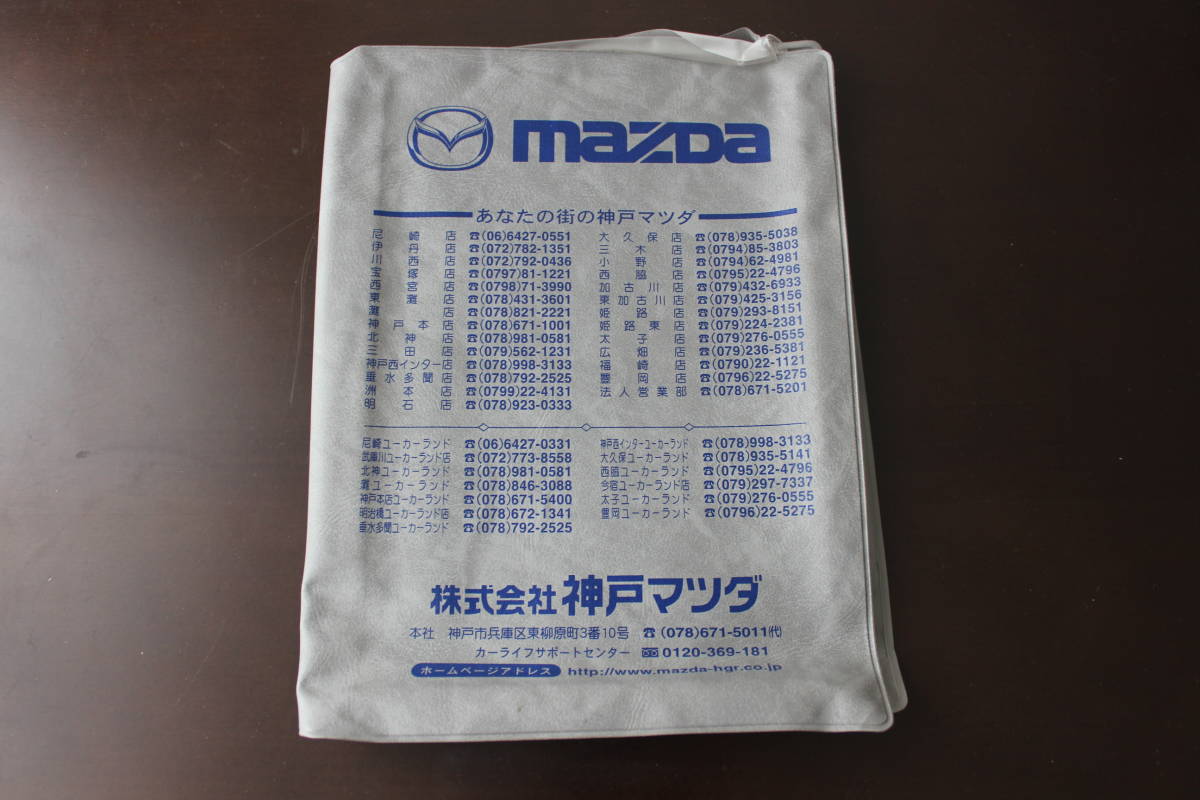 mazDa
あなたの街の神戸マツダ
尼崎店 ☎(06)6427-0551
伊丹店 ☎(072)782-1351
川西店 ☎(072)792-0436
宝塚店 ☎(0797)81-1221
西宮店 ☎(0798)71-3990
東灘店 ☎(078)431-3601
灘店 ☎(078)821-2221
神戸本店 ☎(078)671-1001
北神店 ☎(078)981-0581
三田店 ☎(079)562-1231
神戸西インター店 ☎(078)998-3133
垂水多聞店 ☎(078)792-2525
洲本店 ☎(0799)22-4131
明石店 ☎(078)923-0333
大久保店 ☎(078)935-5038
三木店 ☎(0794)85-3803
小野店 ☎(0794)62-4981
西脇店 ☎(0795)22-4796
加古川店 ☎(079)432-6933
東加古川店 ☎(079)425-3156
姫路店 ☎(079)293-8151
姫路東店 ☎(079)224-2381
太子店 ☎(079)276-0555
広畑店 ☎(079)236-5381
福崎店 ☎(0790)22-1121
豊岡店 ☎(0796)22-5275
法人営業部 ☎(078)671-5201
尼崎ユーカーランド ☎(06)6427-0331
武庫川ユーカーランド店 ☎(072)773-8558
北神ユーカーランド ☎(078)981-0581
灘ユーカーランド ☎(078)846-3088
神戸本店ユーカーランド ☎(078)671-5400
明治橋ユーカーランド店 ☎(078)672-1341
垂水多聞ユーカーランド ☎(078)792-2525
神戸西インターユーカーランド ☎(078)998-3133
大久保ユーカーランド ☎(078)935-5141
西脇ユーカーランド ☎(0795)22-4796
今宿ユーカーランド店 ☎(079)297-7337
太子ユーカーランド ☎(079)276-0555
豊岡ユーカーランド ☎(0796)22-5275
株式会社 神戸マツダ
本社 神戸市兵庫区東柳原町3番10号 ☎(078)671-5011(代)
カーライフサポートセンター 0120-369-181
ホームページアドレス http://www.mazda-hgr.co.jp